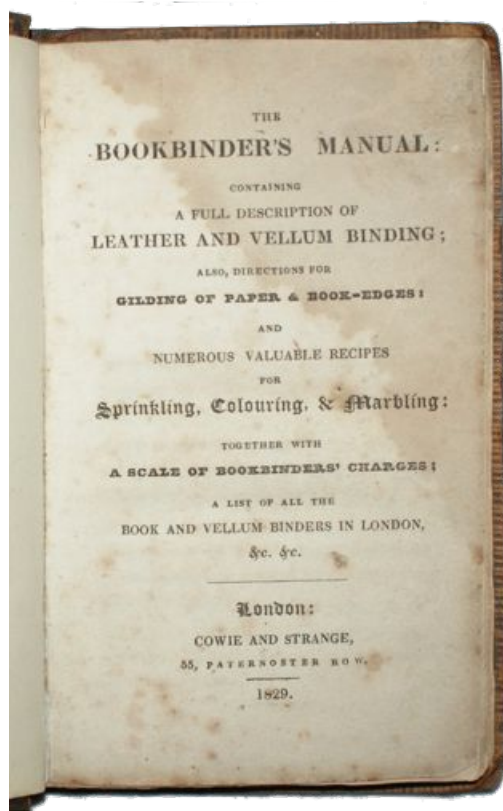 THE
BOOKBINDER'S MANUAL:
CONTAINING
A FULL DESCRIPTION OF
LEATHER AND VELLUM BINDING;
ALSO, DIRECTIONS FOR
GILDING OF PAPER & BOOK-EDGES:
AND
NUMEROUS VALUABLE RECIPES
FOR
Sprinkling, Colouring, & Marbling:
TOGETHER WITH
A SCALE OF BOOKBINDERS' CHARGES;
A LIST OF ALL THE
BOOK AND VELLUM BINDERS IN LONDON,
&c. &c.
London:
COWIE AND STRANGE,
55, PATERNOSTER ROW.
1829.